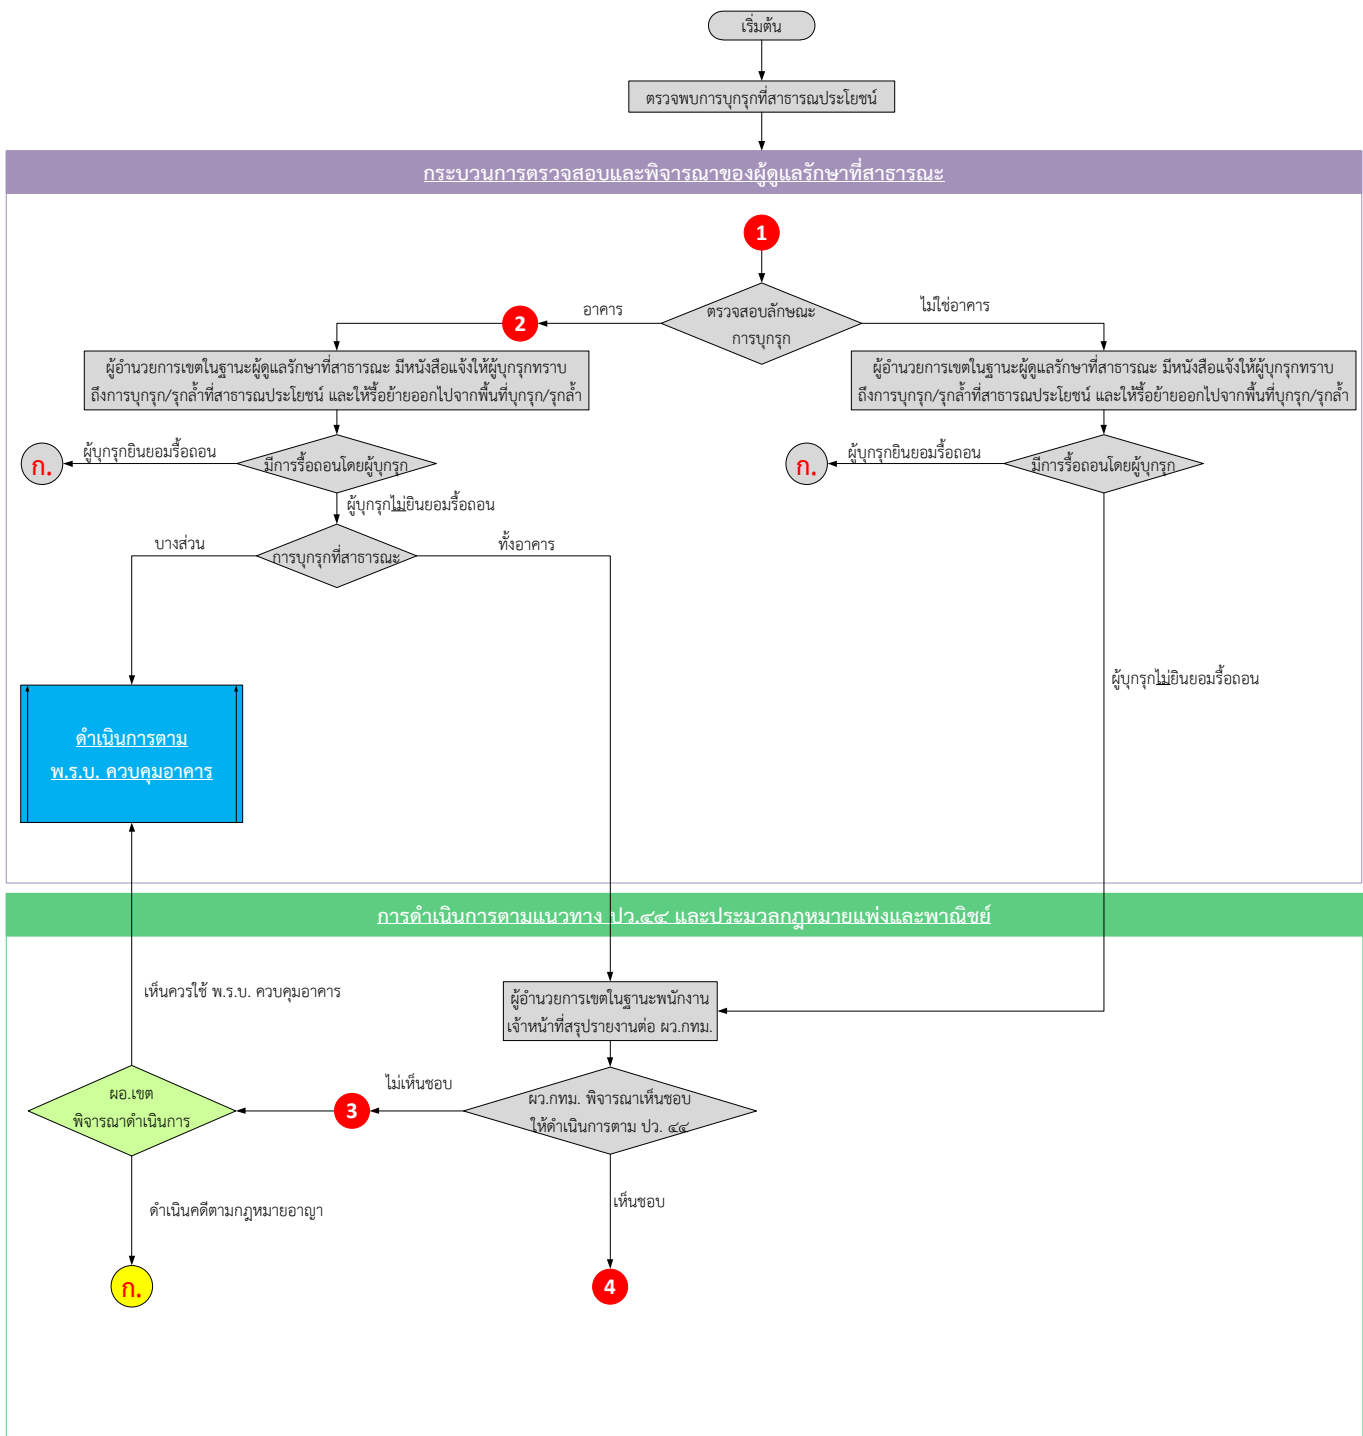 เริ่มต้น
ตรวจพบการบุกรุกที่สาธารณประโยชน์
กระบวนการตรวจสอบและพิจารณาของผู้ดูแลรักษาที่สาธารณะ
1
ตรวจสอบลักษณะ
การบุกรุก
อาคาร
ไม่ใช่อาคาร
2
ผู้อำนวยการเขตในฐานะผู้ดูแลรักษาที่สาธารณะ มีหนังสือแจ้งให้ผู้บุกรุกทราบ
ถึงการบุกรุก/รุกล้ำที่สาธารณประโยชน์ และให้รื้อย้ายออกไปจากพื้นที่บุกรุก/รุกล้ำ
ผู้อำนวยการเขตในฐานะผู้ดูแลรักษาที่สาธารณะ มีหนังสือแจ้งให้ผู้บุกรุกทราบ
ถึงการบุกรุก/รุกล้ำที่สาธารณประโยชน์ และให้รื้อย้ายออกไปจากพื้นที่บุกรุก/รุกล้ำ
ก.
ผู้บุกรุกยินยอมรื้อถอน
มีการรื้อถอนโดยผู้บุกรุก
ก.
ผู้บุกรุกยินยอมรื้อถอน
มีการรื้อถอนโดยผู้บุกรุก
ผู้บุกรุกไม่ยินยอมรื้อถอน
บางส่วน
การบุกรุกที่สาธารณะ
ทั้งอาคาร
ผู้บุกรุกไม่ยินยอมรื้อถอน
ดำเนินการตาม
พ.ร.บ. ควบคุมอาคาร
การดำเนินการตามแนวทาง ปว.๔๔ และประมวลกฎหมายแพ่งและพาณิชย์
เห็นควรใช้ พ.ร.บ. ควบคุมอาคาร
ผู้อำนวยการเขตในฐานะพนักงาน
เจ้าหน้าที่สรุปรายงานต่อ ผว.กทม.
ผอ.เขต
พิจารณาดำเนินการ
3
ไม่เห็นชอบ
ผว.กทม. พิจารณาเห็นชอบ
ให้ดำเนินการตาม ปว. ๔๔
ดำเนินคดีตามกฎหมายอาญา
เห็นชอบ
ก.
4